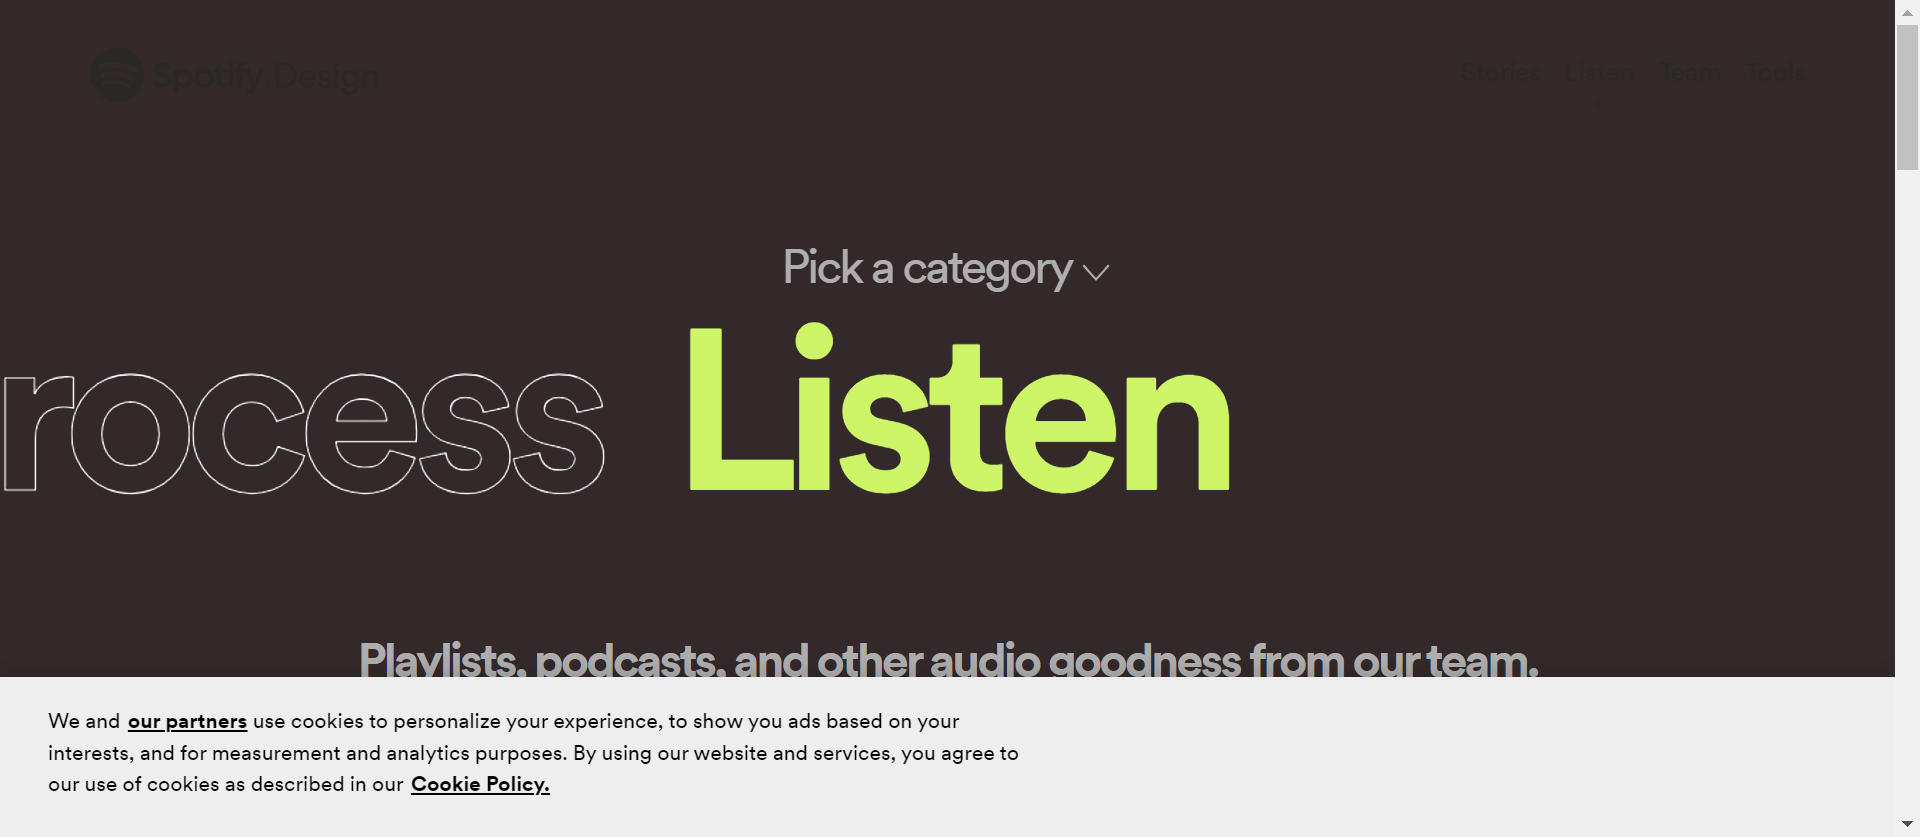 Spotify Design
Stories Listen Team Tools
Pick a category
rocess Listen
Playlists, podcasts, and other audio goodness from our team.
We and our partners use cookies to personalize your experience, to show you ads based on your
interests, and for measurement and analytics purposes. By using our website and services, you agree to
our use of cookies as described in our Cookie Policy.